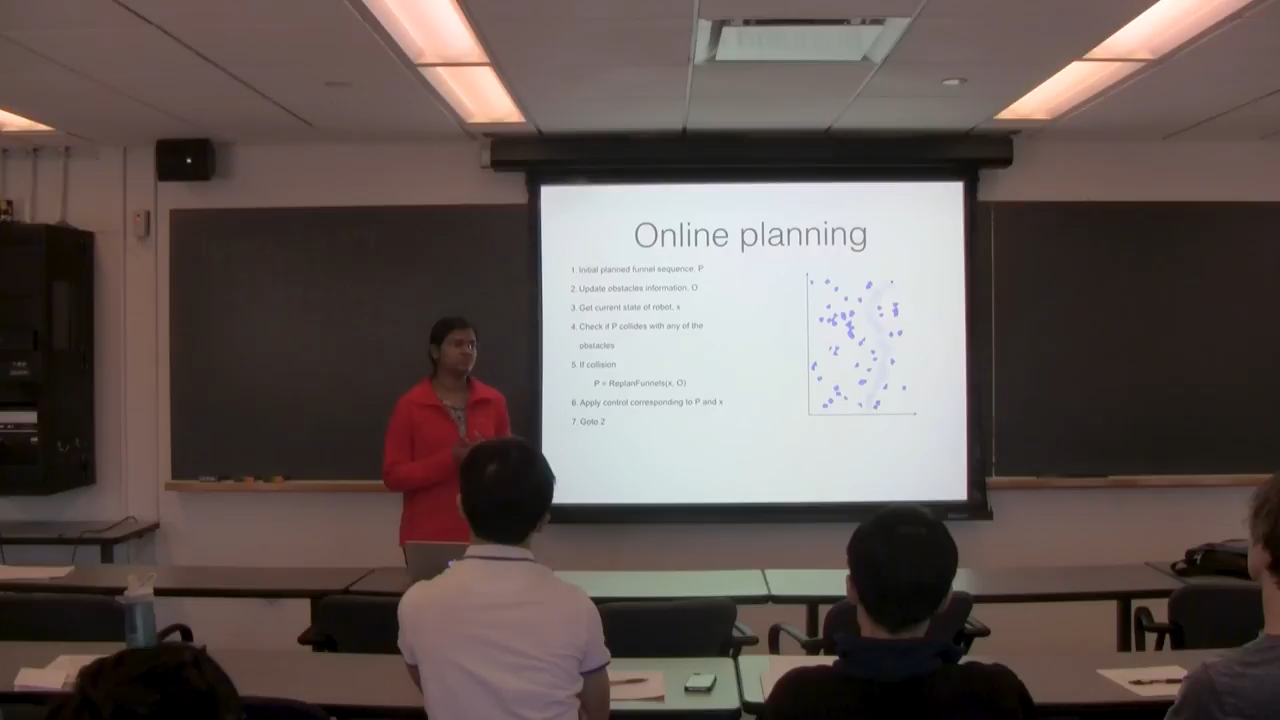 Online planning
1. Initial planned funnel sequence, P
2. Update obstacles information, O
3. Get current state of robot, x
4. Check if P collides with any of the
obstacles
5. If collision
P = ReplanFunnels(x, O)
6. Apply control corresponding to P and x
7. Goto 2